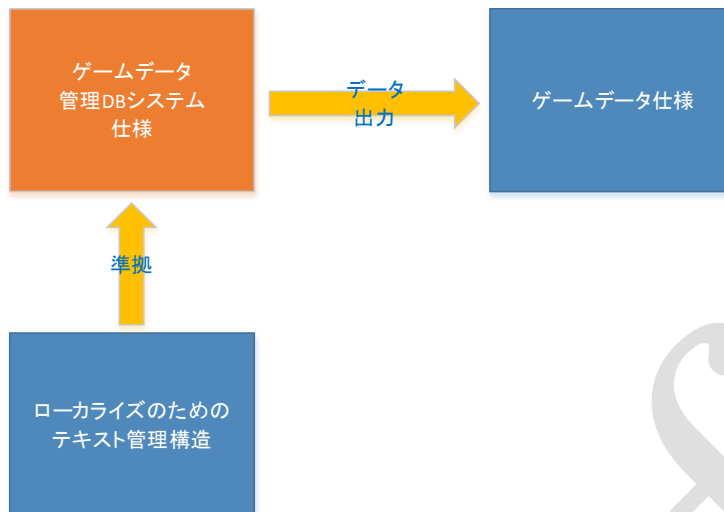 ゲームデータ
管理DBシステム
仕様
データ
出力
ゲームデータ仕様
準拠
ローカライズのための
テキスト管理構造